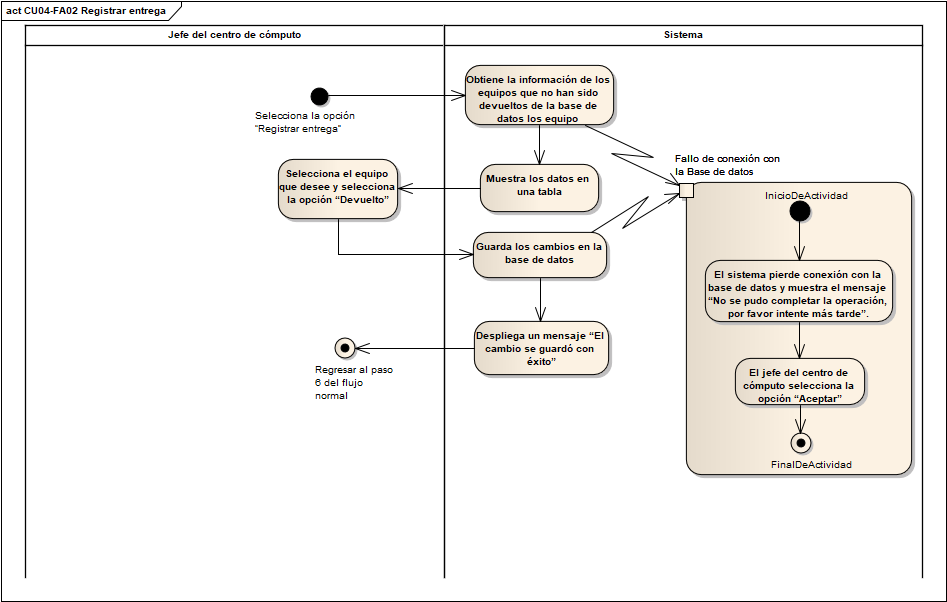 act CU04-FA02 Registrar entrega
Jefe del centro de cómputo
Sistema
Selecciona la opción
"Registrar entrega"
Obtiene la información de los
equipos que no han sido
devueltos de la base de
datos los equipo
Muestra los datos en
una tabla
Selecciona el equipo
que desee y selecciona
la opción “Devuelto”
Guarda los cambios en la
base de datos
Despliega un mensaje “El
cambio se guardó con
éxito”
Regresar al paso
6 del flujo
normal
Fallo de conexión con
la Base de datos
InicioDeActividad
El sistema pierde conexión con la
base de datos y muestra el mensaje
“No se pudo completar la operación,
por favor intente más tarde”.
El jefe del centro de
cómputo selecciona la
opción “Aceptar”
FinalDeActividad